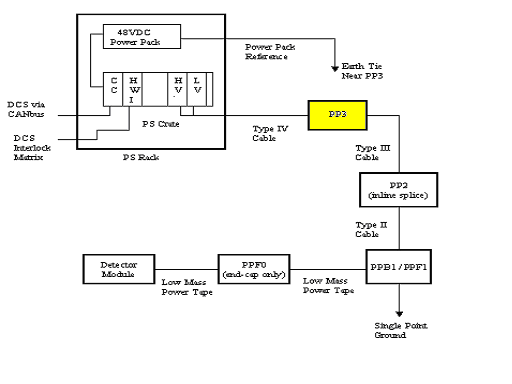 48VDC
Power Pack
Power Pack
Reference
Earth Tie
Near PP3
C
C
H
W
I
H
V
L
V
DCS via
CANbus
PS Crate
DCS
Interlock
Matrix
PS Rack
Type IV
Cable
PP3
Type III
Cable
PP2
(inline splice)
Type II
Cable
Detector
Module
Low Mass
Power Tape
PPF0
(end-cap only)
Low Mass
Power Tape
PPB1 / PPF1
Single Point
Ground